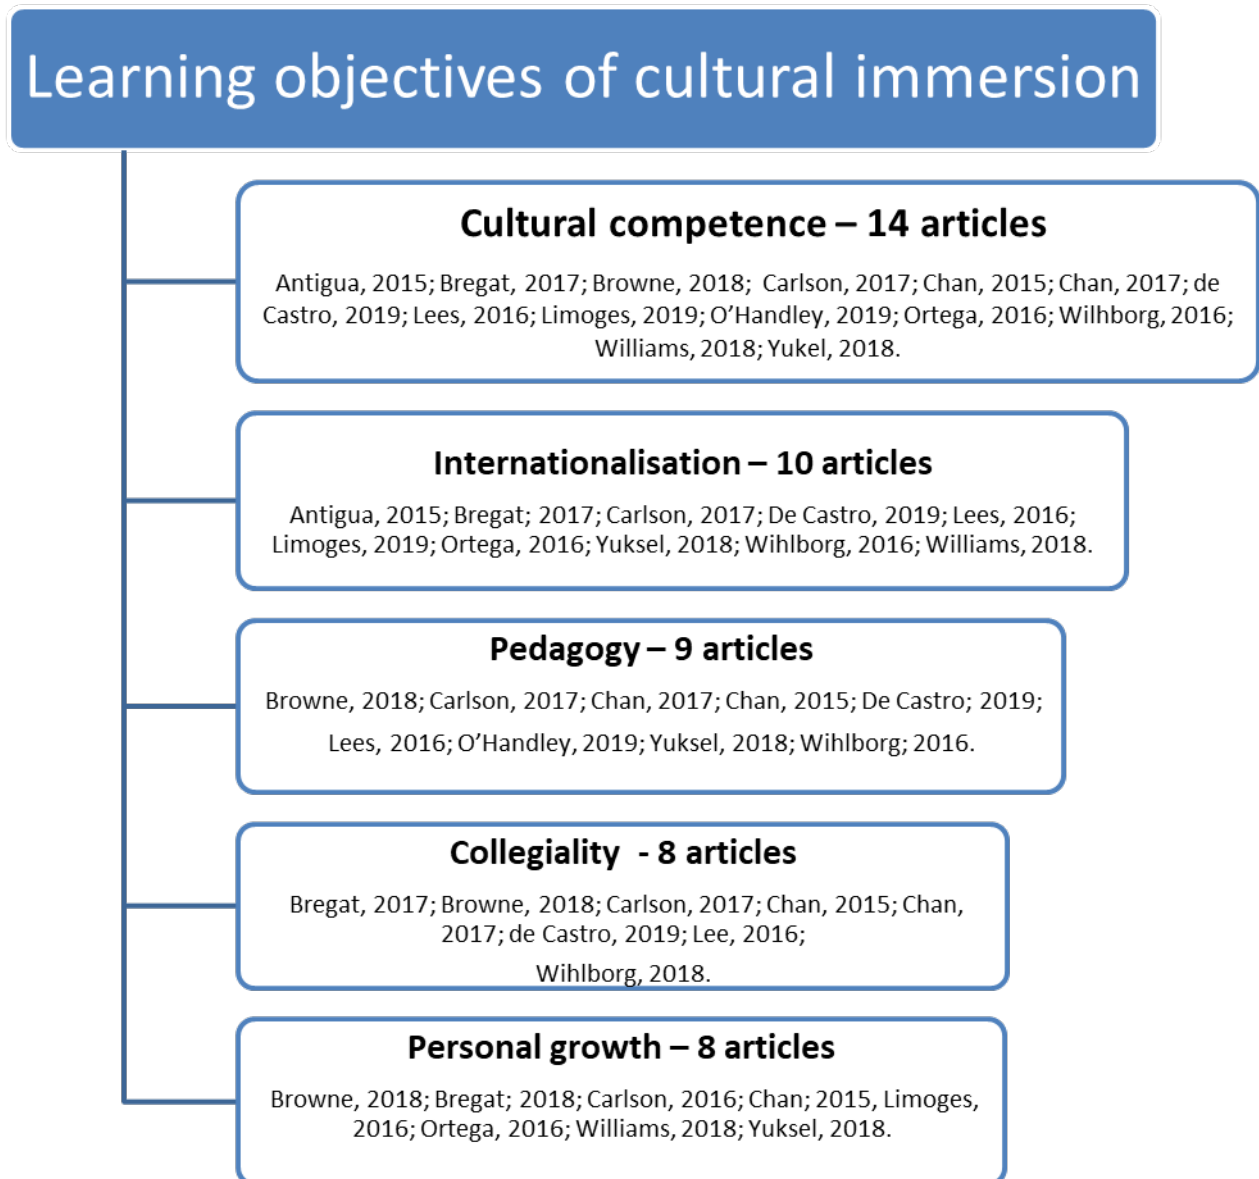 Learning objectives of cultural immersion
Cultural competence – 14 articles
Antigua, 2015; Bregat, 2017; Browne, 2018;  Carlson, 2017; Chan, 2015; Chan, 2017; de
Castro, 2019; Lees, 2016; Limoges, 2019; O’Handley, 2019; Ortega, 2016; Wilhborg, 2016;
Williams, 2018; Yukel, 2018.
Internationalisation – 10 articles
Antigua, 2015; Bregat; 2017; Carlson, 2017; De Castro, 2019; Lees, 2016;
Limoges, 2019; Ortega, 2016; Yuksel, 2018; Wihlborg, 2016; Williams, 2018.
Pedagogy – 9 articles
Browne, 2018; Carlson, 2017; Chan, 2017; Chan, 2015; De Castro; 2019;
Lees, 2016; O’Handley, 2019; Yuksel, 2018; Wihlborg; 2016.
Collegiality  - 8 articles
Bregat, 2017; Browne, 2018; Carlson, 2017; Chan, 2015; Chan,
2017; de Castro, 2019; Lee, 2016;
Wihlborg, 2018.
Personal growth – 8 articles
Browne, 2018; Bregat; 2018; Carlson, 2016; Chan; 2015, Limoges,
2016; Ortega, 2016; Williams, 2018; Yuksel, 2018.